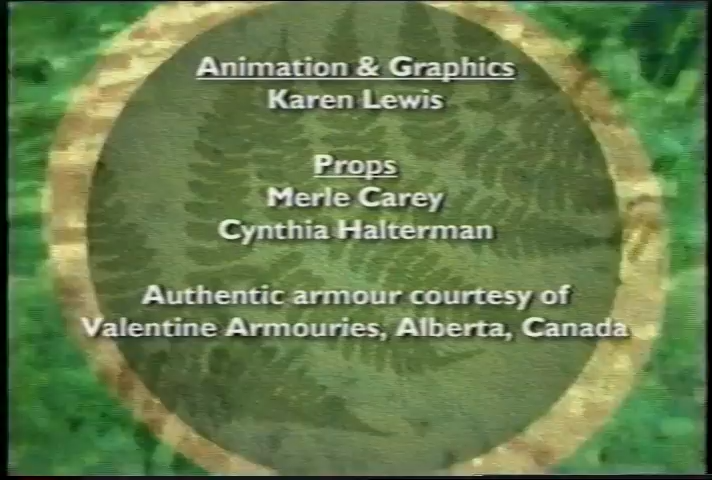 Animation & Graphics
Karen Lewis
Props
Merle Carey
Cynthia Halterman
Authentic armour courtesy of
Valentine Armouries, Alberta, Canada